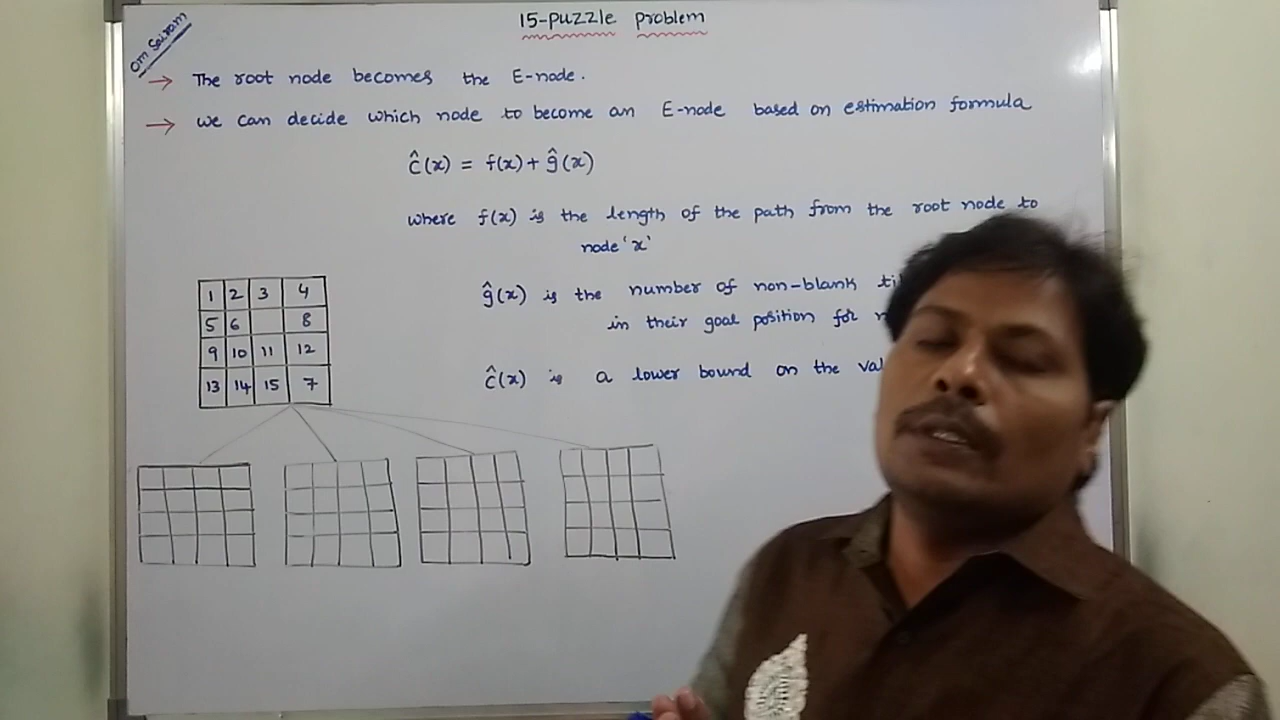 15-puzzle problem
Om Sairam
→ The root node becomes the E-node.
→ we can decide which node to become an E-node based on estimation formula
ĉ(x) = f(x) + ĝ(x)
where f(x) is the length of the path from the root node to
node 'x'
ĝ(x) is the number of non-blank
in their goal position for
ĉ(x) is a lower bound on the
1 2 3 4
5 6 8
9 10 11 12
13 14 15 7